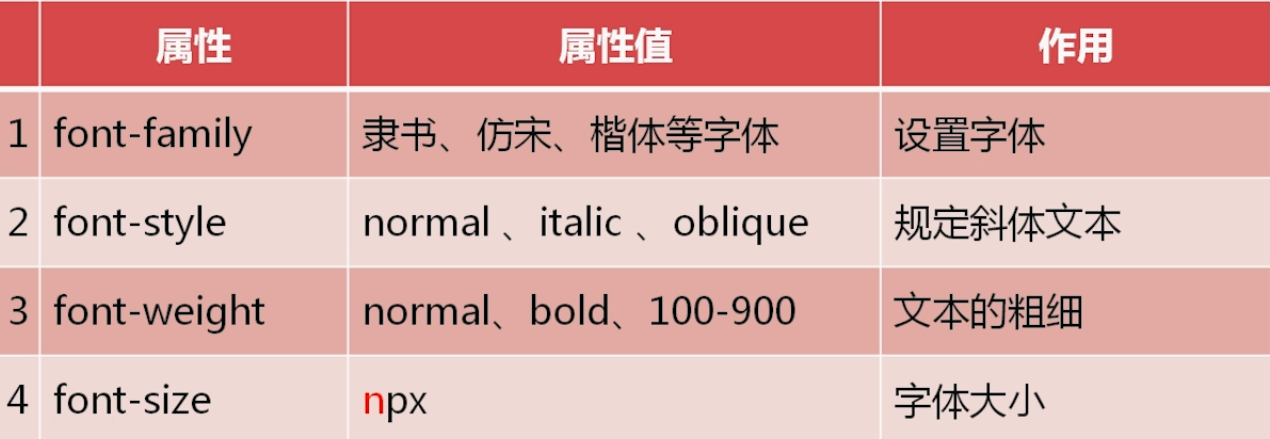 属性 属性值 作用
1 font-family 隶书、仿宋、楷体等字体 设置字体
2 font-style normal 、italic 、oblique 规定斜体文本
3 font-weight normal、bold、100-900 文本的粗细
4 font-size npx 字体大小